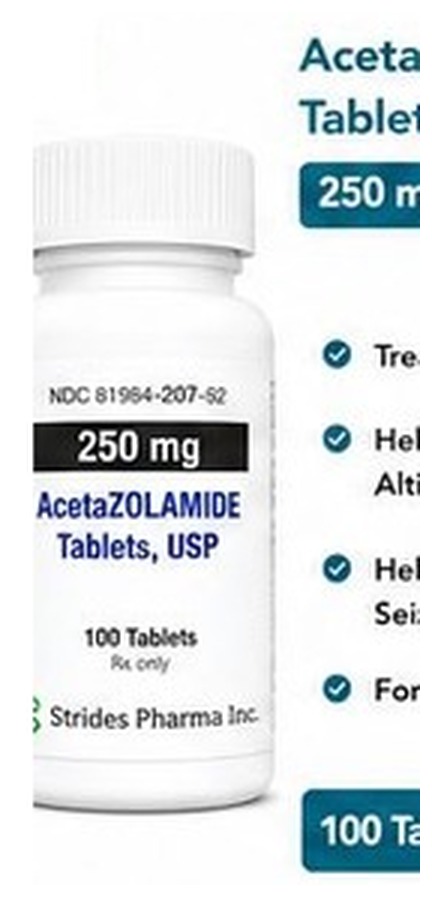 Aceta
Tablet
250 m
Tre
Hel
Alti
Hel
Sei
For
100 Ta
NDC 81984-207-52
250 mg
AcetaZOLAMIDE
Tablets, USP
100 Tablets
Rx only
Strides Pharma Inc.